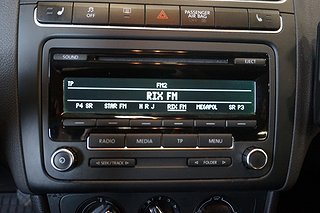 OFF
PASSENGER
AIR BAG
SOUND
EJECT
TP
FM2
RIX FM
P4 SR STAR FM N R J RIX FM MEGAPOL SR P3
RADIO MEDIA TP MENU
SEEK / TRACK
FOLDER